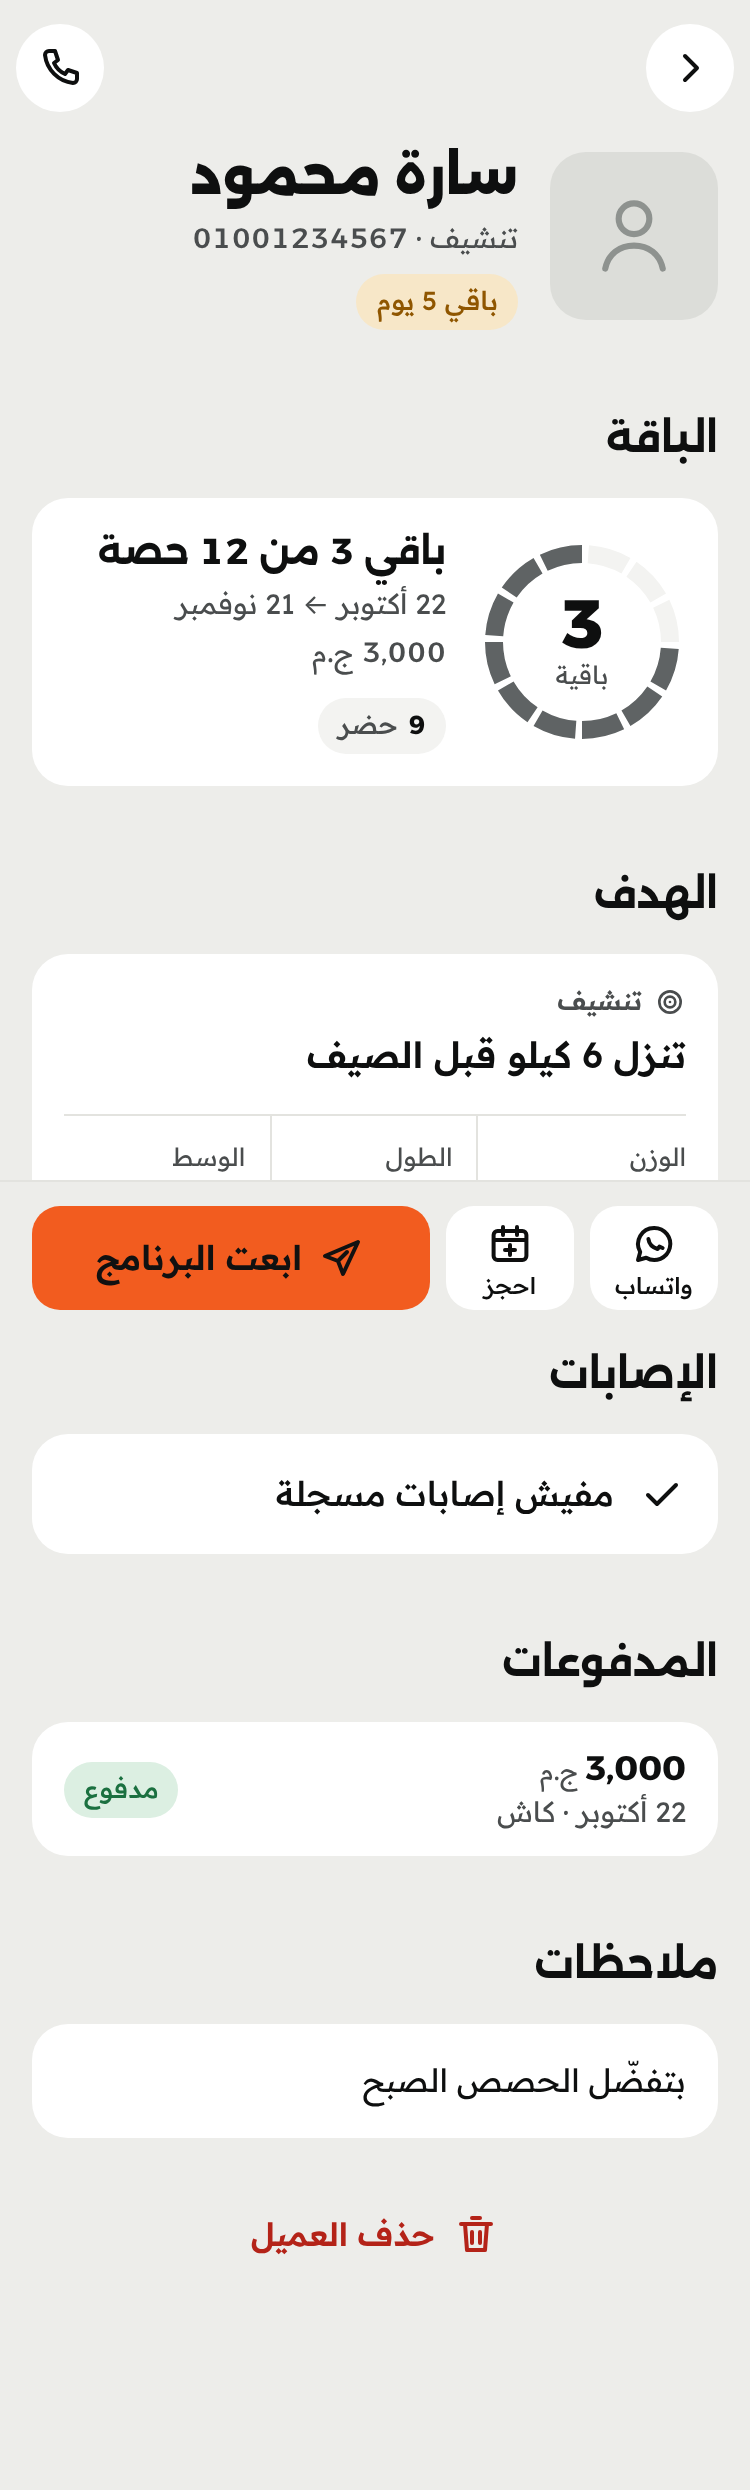 سارة محمود
تنشيف · 01001234567
باقي 5 يوم
الباقة
3
باقية
باقي 3 من 12 حصة
22 أكتوبر ← 21 نوفمبر
3,000 ج.م
9 حضر
الهدف
تنشيف
تنزل 6 كيلو قبل الصيف
الوزن
الطول
الوسط
واتساب
احجز
ابعت البرنامج
الإصابات
مفيش إصابات مسجلة
المدفوعات
3,000 ج.م
22 أكتوبر · كاش
مدفوع
ملاحظات
بتفضّل الحصص الصبح
حذف العميل